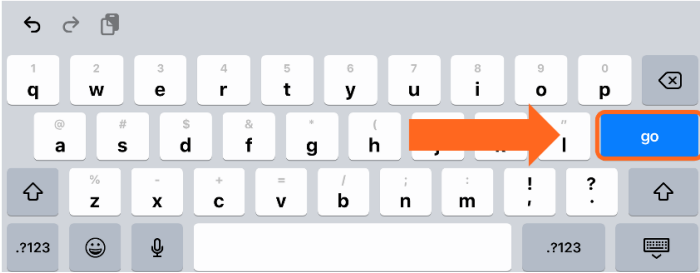 1 2 3 4 5 6 7 8 9 0
q w e r t y u i o p
@ # $ & * ( "
a s d f g h l go
% - + = / ; : ! ?
z x c v b n m , .
.?123 .?123